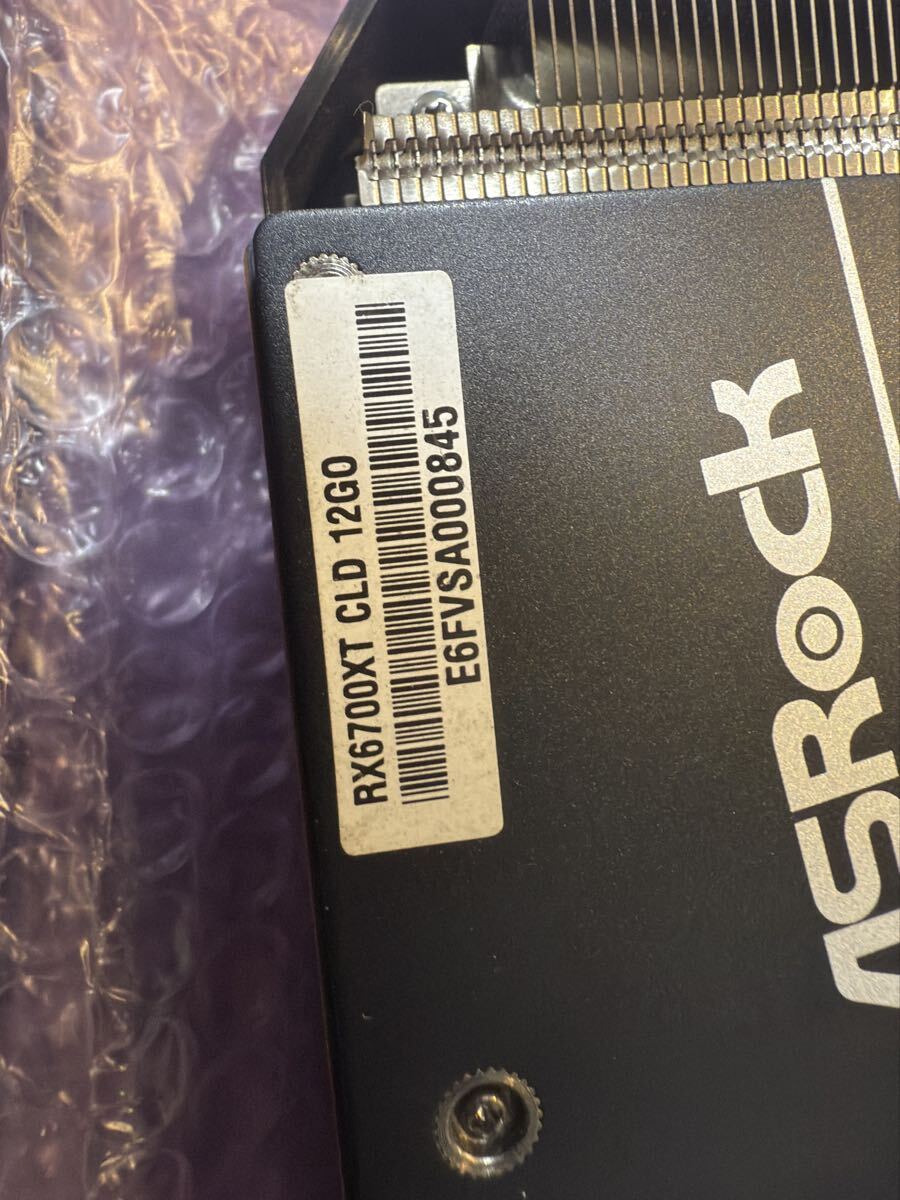 RX6700XT CLD 12GO
E6FVSA000845
ASRock